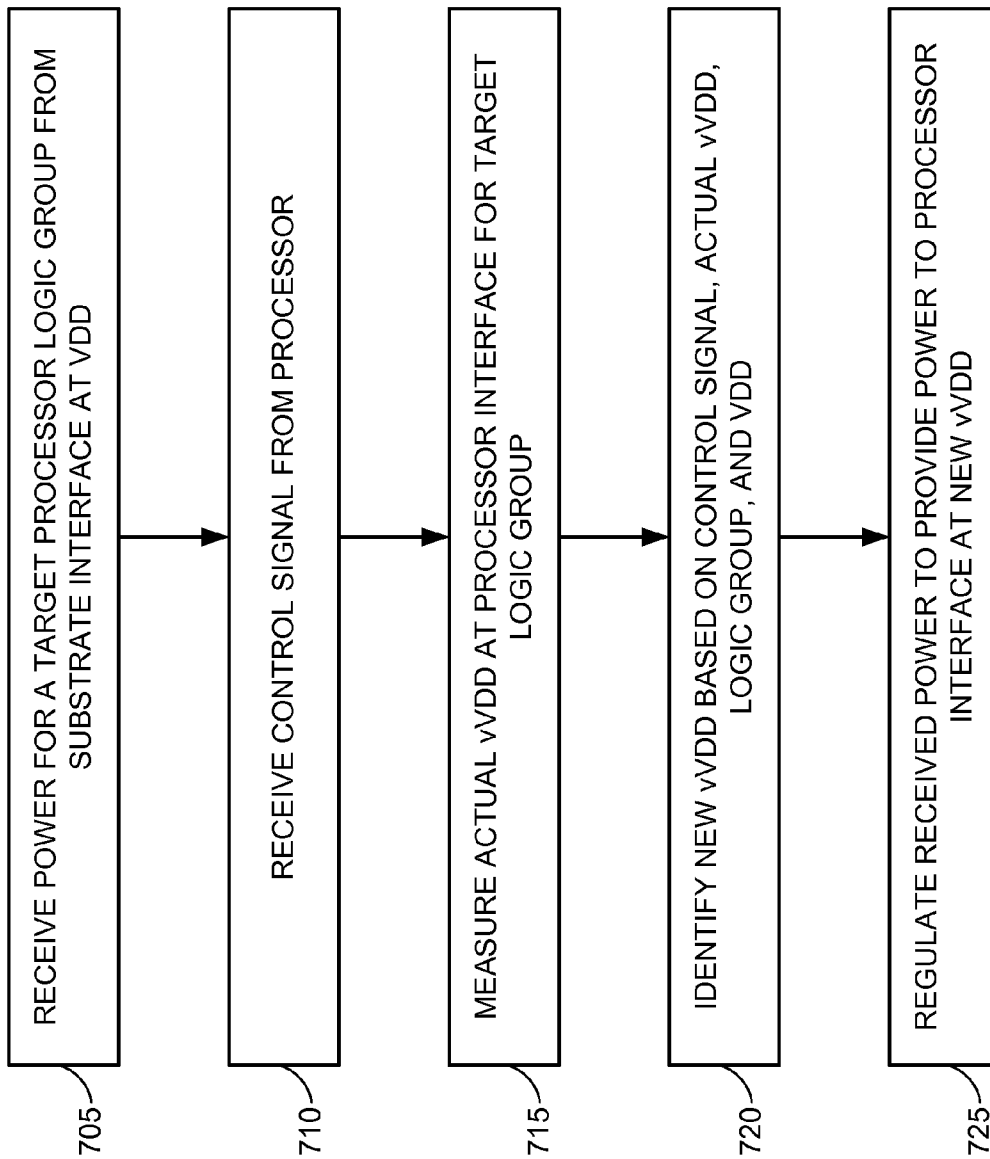 705
RECEIVE POWER FOR A TARGET PROCESSOR LOGIC GROUP FROM
SUBSTRATE INTERFACE AT VDD
710
RECEIVE CONTROL SIGNAL FROM PROCESSOR
715
MEASURE ACTUAL vVDD AT PROCESSOR INTERFACE FOR TARGET
LOGIC GROUP
720
IDENTIFY NEW vVDD BASED ON CONTROL SIGNAL, ACTUAL vVDD,
LOGIC GROUP, AND VDD
725
REGULATE RECEIVED POWER TO PROVIDE POWER TO PROCESSOR
INTERFACE AT NEW vVDD